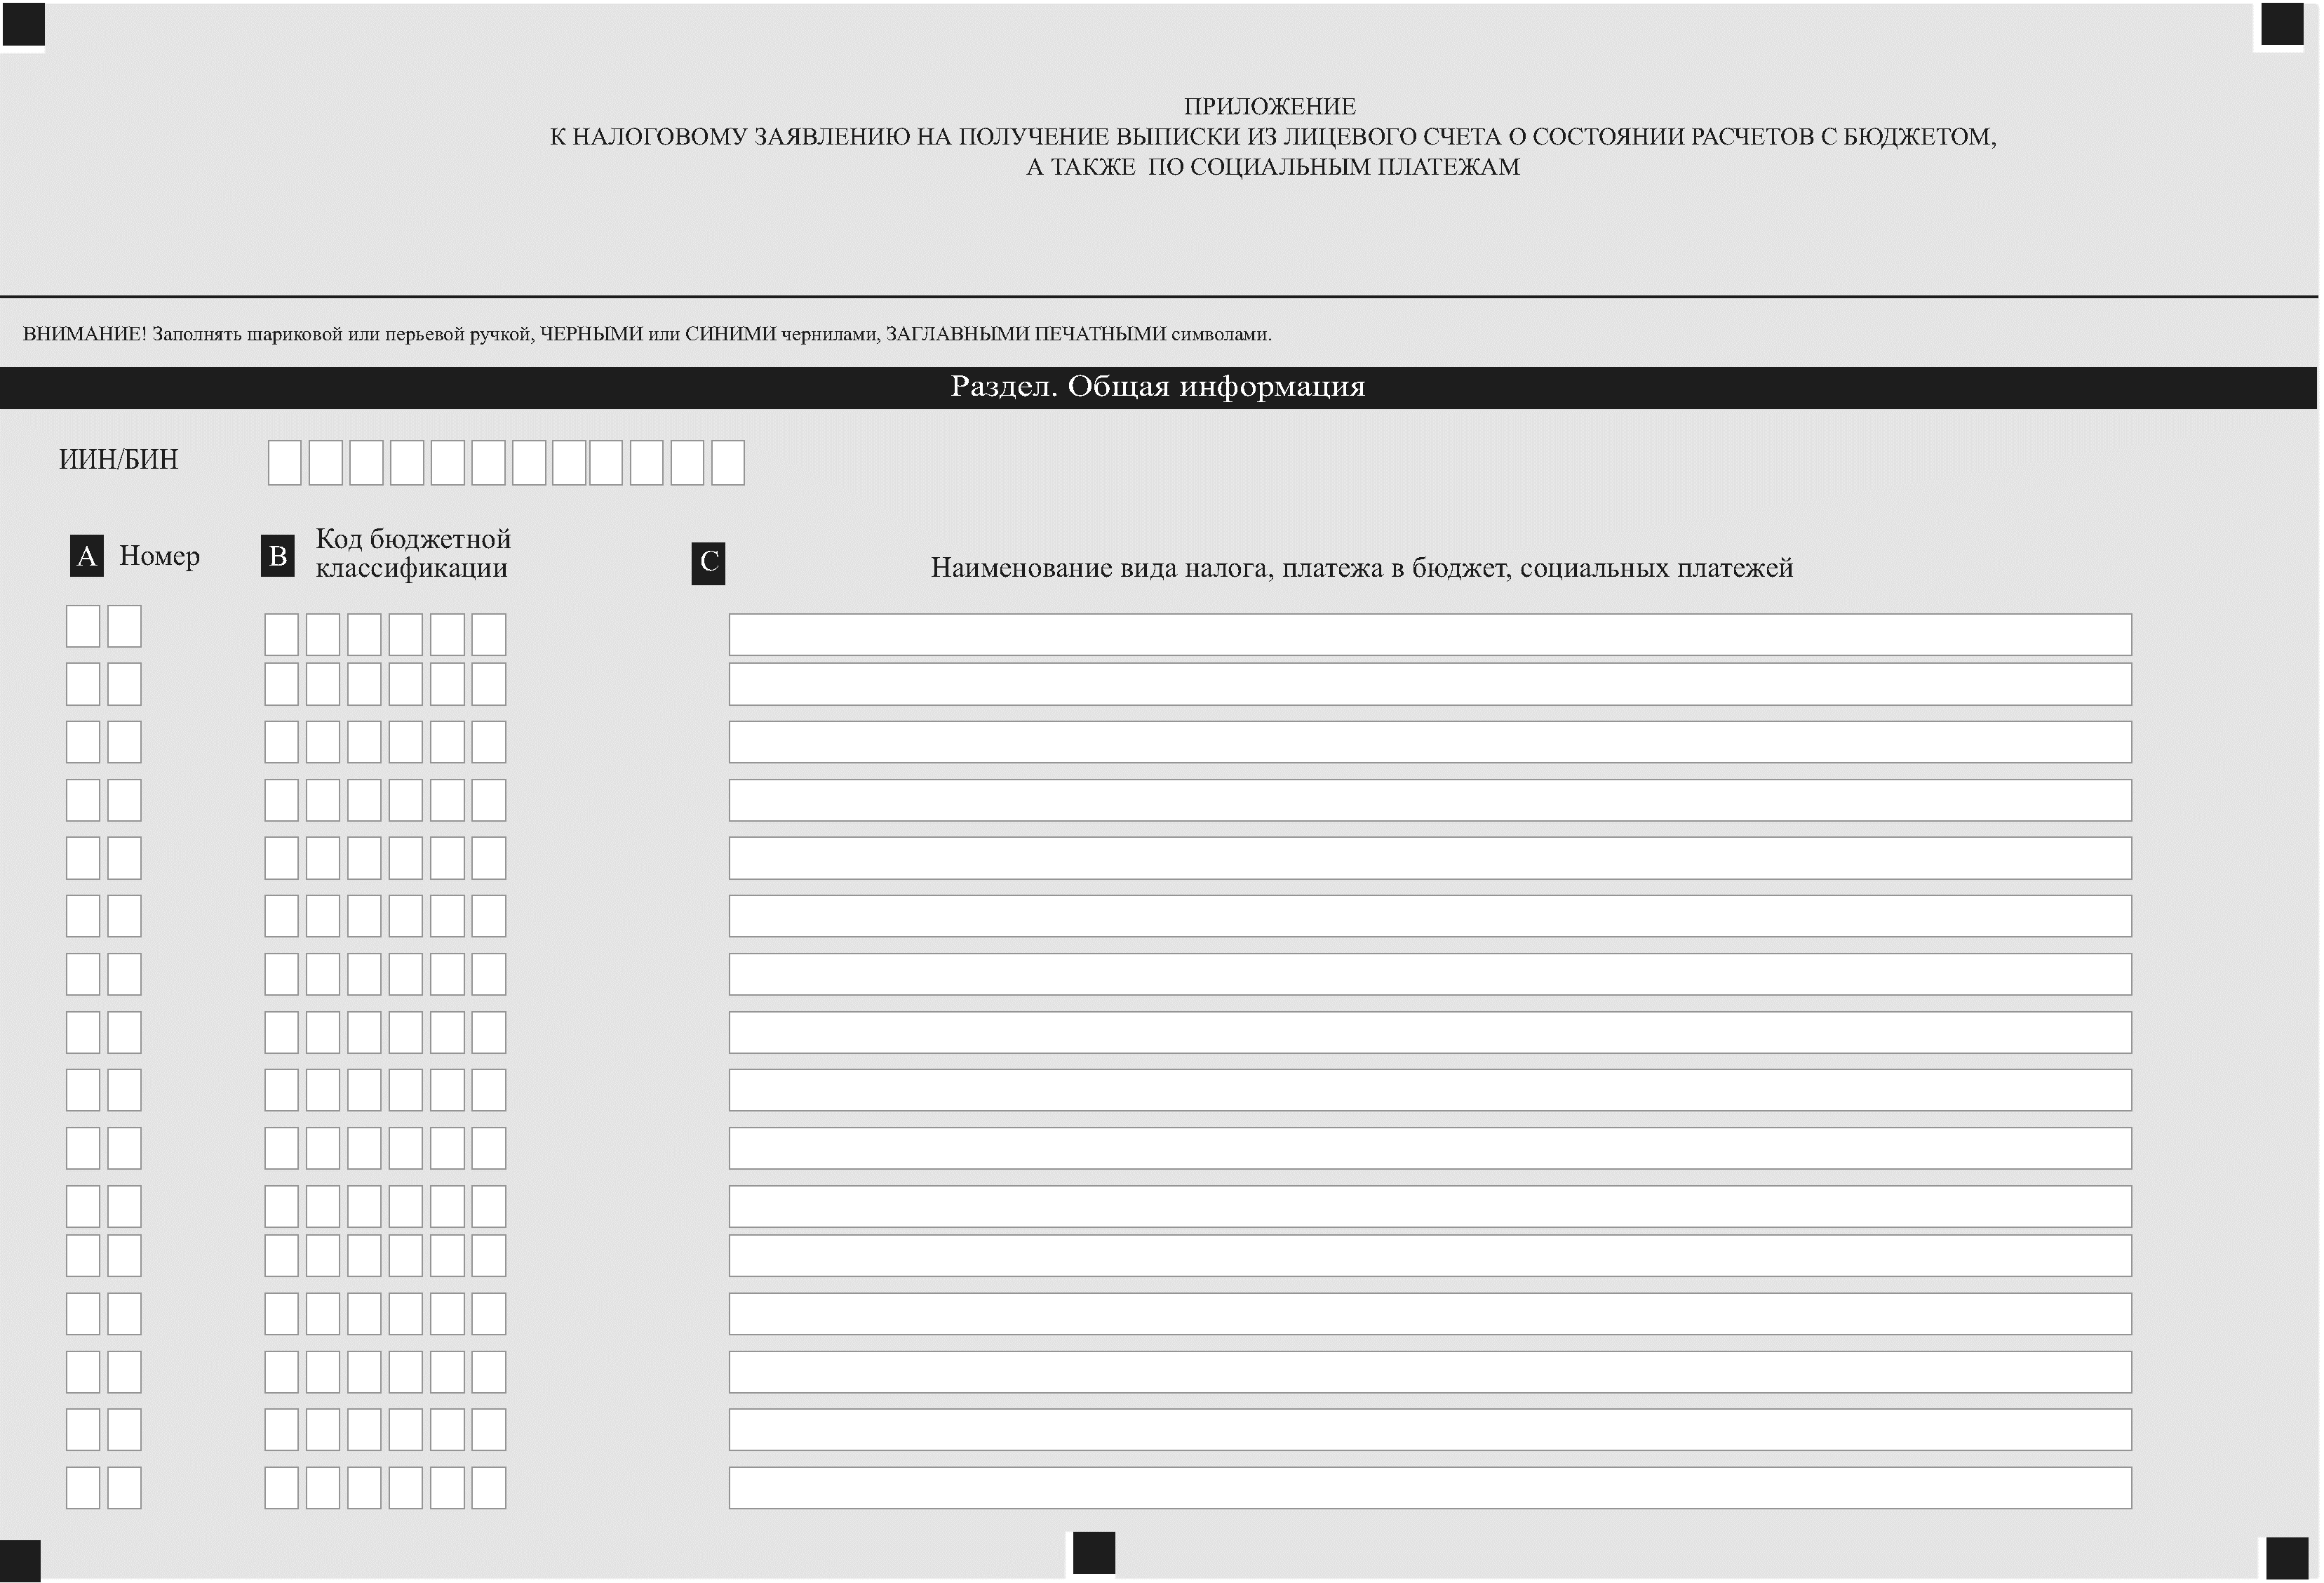 ПРИЛОЖЕНИЕ
К НАЛОГОВОМУ ЗАЯВЛЕНИЮ НА ПОЛУЧЕНИЕ ВЫПИСКИ ИЗ ЛИЦЕВОГО СЧЕТА О СОСТОЯНИИ РАСЧЕТОВ С БЮДЖЕТОМ,
А ТАКЖЕ ПО СОЦИАЛЬНЫМ ПЛАТЕЖАМ
ВНИМАНИЕ! Заполнять шариковой или перьевой ручкой, ЧЕРНЫМИ или СИНИМИ чернилами, ЗАГЛАВНЫМИ ПЕЧАТНЫМИ символами.
Раздел. Общая информация
ИИН/БИН
A Номер
B Код бюджетной
классификации
C Наименование вида налога, платежа в бюджет, социальных платежей